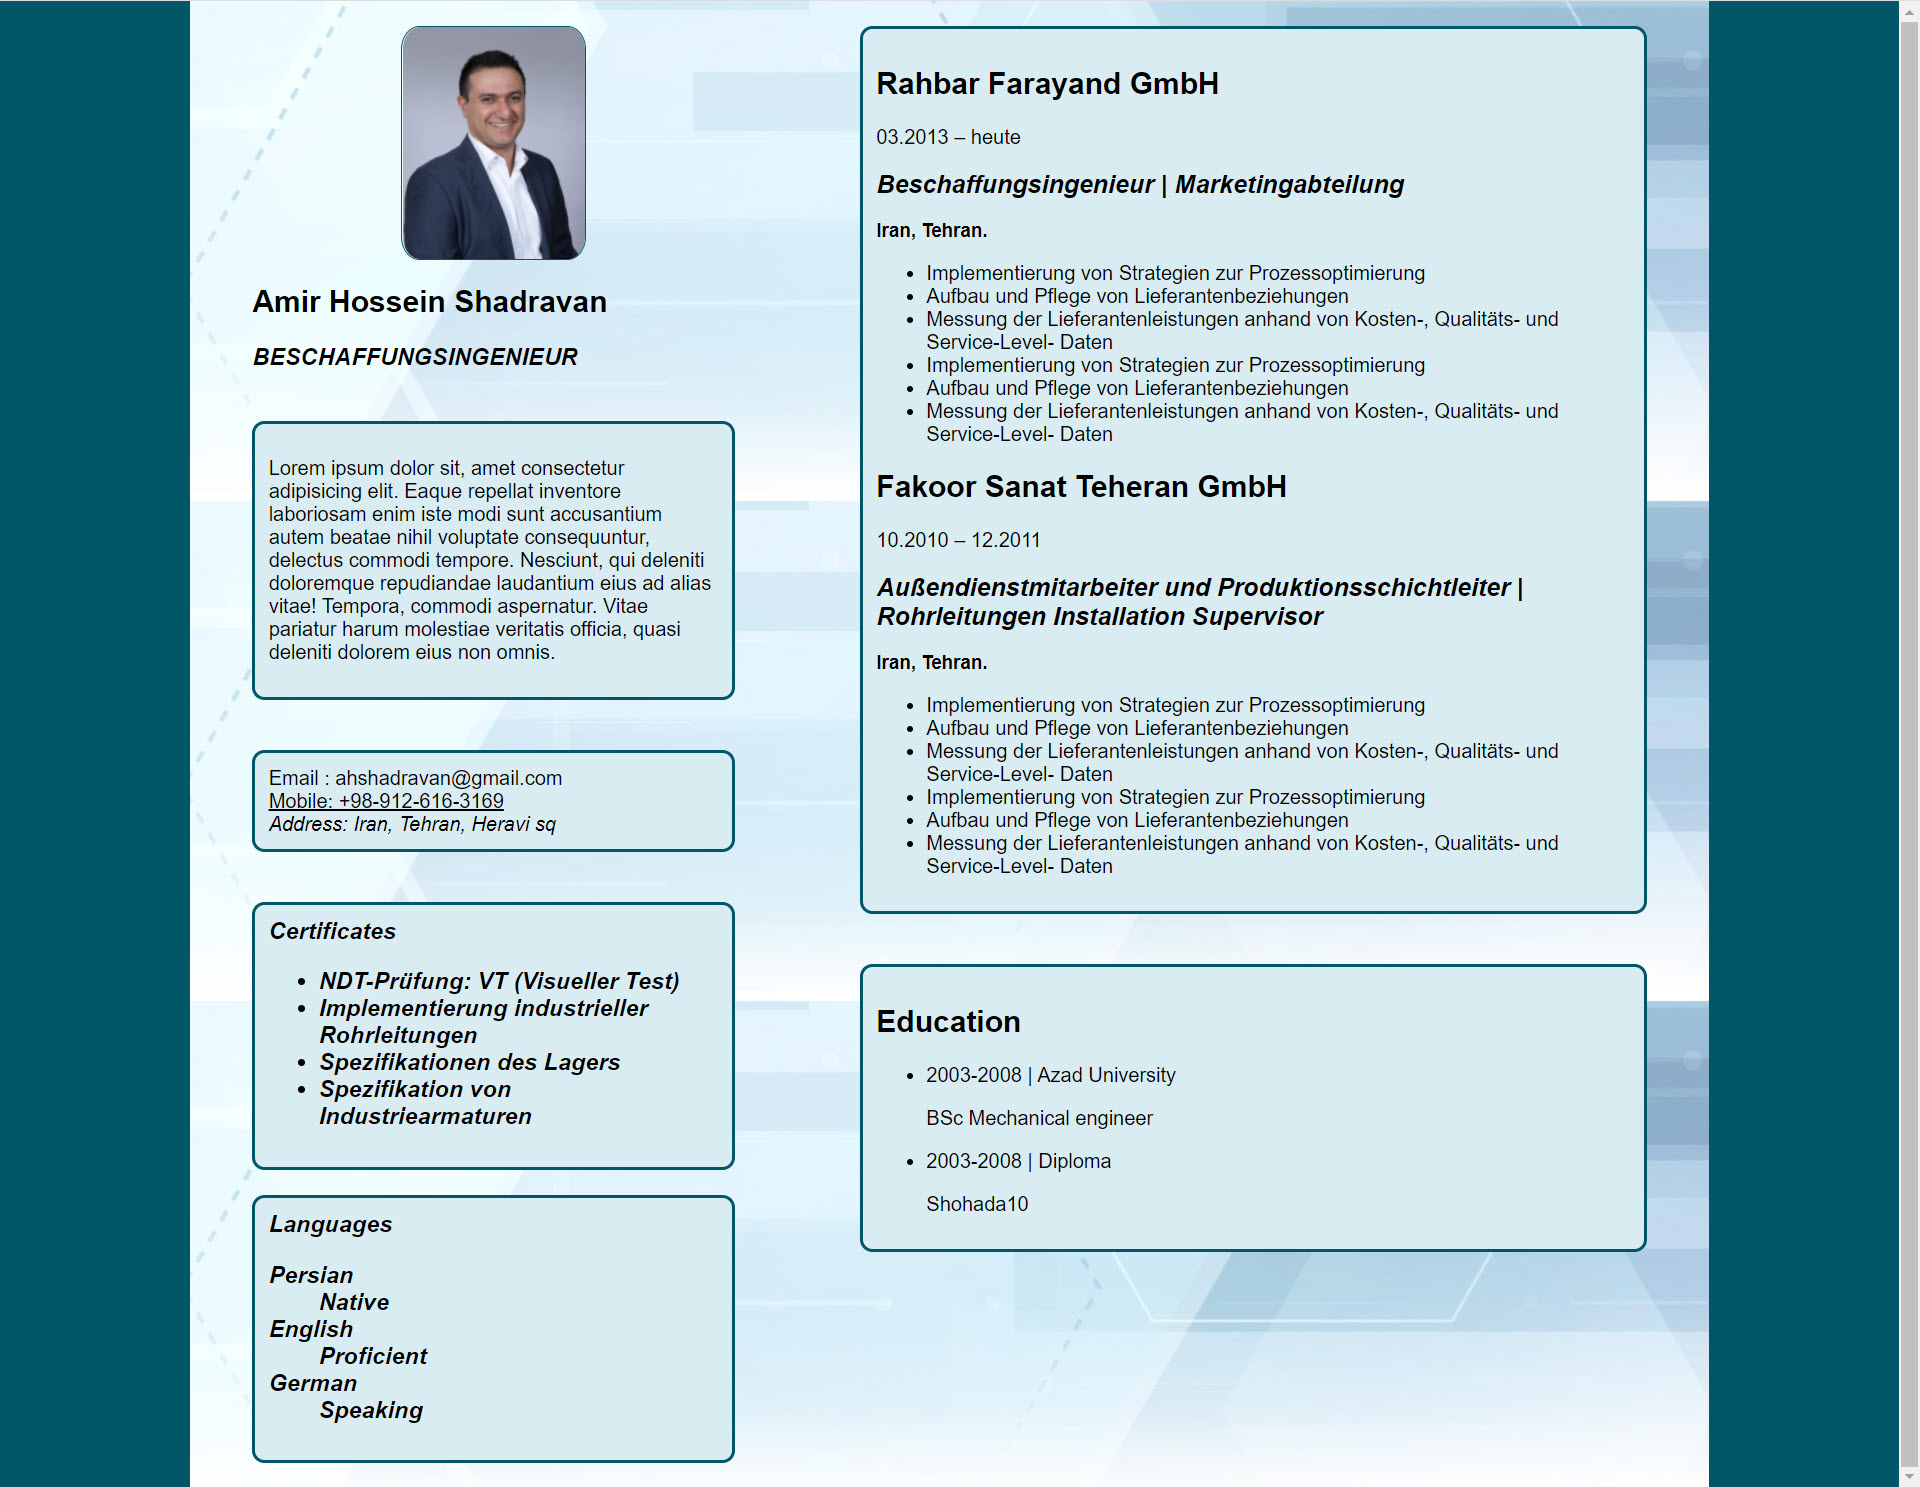 Amir Hossein Shadravan
BESCHAFFUNGSINGENIEUR
Lorem ipsum dolor sit, amet consectetur
adipisicing elit. Eaque repellat inventore
laboriosam enim iste modi sunt accusantium
autem beatae nihil voluptate consequuntur,
delectus commodi tempore. Nesciunt, qui deleniti
doloremque repudiandae laudantium eius ad alias
vitae! Tempora, commodi aspernatur. Vitae
pariatur harum molestiae veritatis officia, quasi
deleniti dolorem eius non omnis.
Email : ahshadravan@gmail.com
Mobile: +98-912-616-3169
Address: Iran, Tehran, Heravi sq
Certificates
• NDT-Prüfung: VT (Visueller Test)
• Implementierung industrieller
Rohrleitungen
• Spezifikationen des Lagers
• Spezifikation von
Industriearmaturen
Languages
Persian
Native
English
Proficient
German
Speaking
Rahbar Farayand GmbH
03.2013 – heute
Beschaffungsingenieur | Marketingabteilung
Iran, Tehran.
• Implementierung von Strategien zur Prozessoptimierung
• Aufbau und Pflege von Lieferantenbeziehungen
• Messung der Lieferantenleistungen anhand von Kosten-, Qualitäts- und
Service-Level- Daten
• Implementierung von Strategien zur Prozessoptimierung
• Aufbau und Pflege von Lieferantenbeziehungen
• Messung der Lieferantenleistungen anhand von Kosten-, Qualitäts- und
Service-Level- Daten
Fakoor Sanat Teheran GmbH
10.2010 – 12.2011
Außendienstmitarbeiter und Produktionsschichtleiter |
Rohrleitungen Installation Supervisor
Iran, Tehran.
• Implementierung von Strategien zur Prozessoptimierung
• Aufbau und Pflege von Lieferantenbeziehungen
• Messung der Lieferantenleistungen anhand von Kosten-, Qualitäts- und
Service-Level- Daten
• Implementierung von Strategien zur Prozessoptimierung
• Aufbau und Pflege von Lieferantenbeziehungen
• Messung der Lieferantenleistungen anhand von Kosten-, Qualitäts- und
Service-Level- Daten
Education
• 2003-2008 | Azad University
BSc Mechanical engineer
• 2003-2008 | Diploma
Shohada10